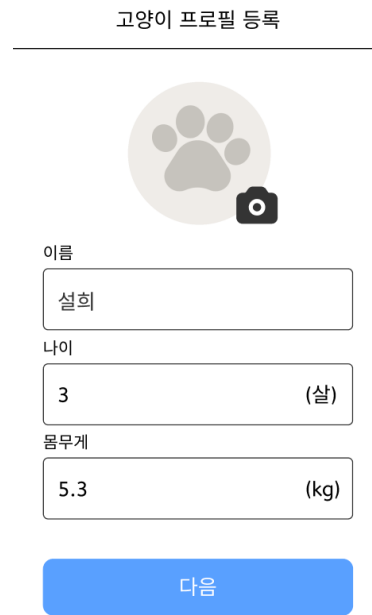 고양이 프로필 등록
이름
설희
나이
3 (살)
몸무게
5.3 (kg)
다음